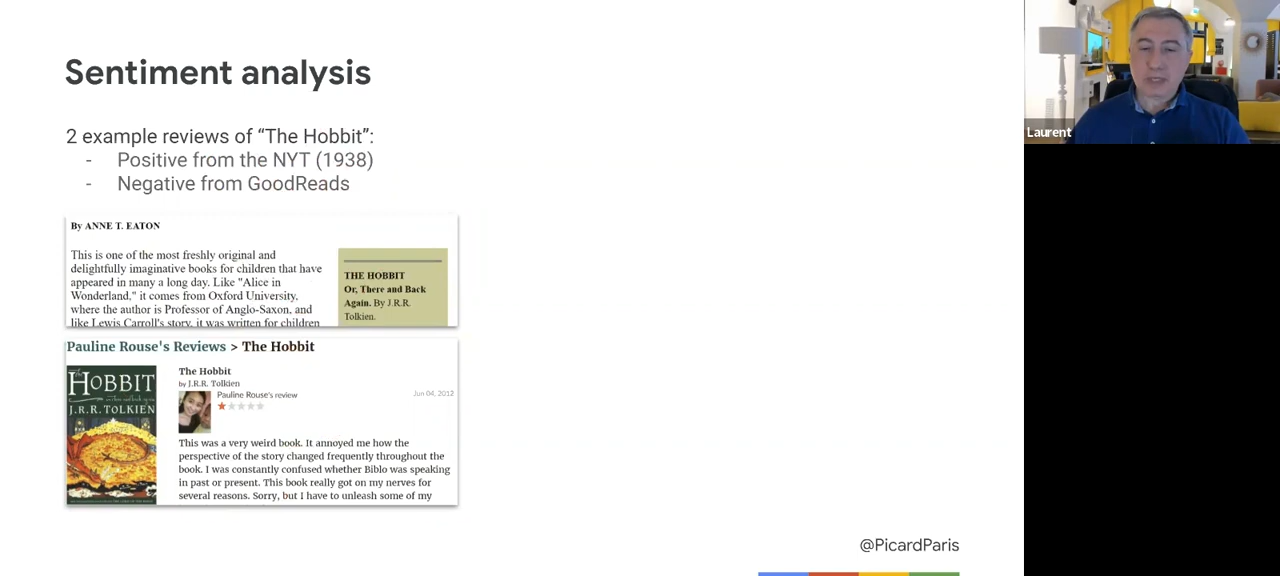 Sentiment analysis
2 example reviews of “The Hobbit”:
- Positive from the NYT (1938)
- Negative from GoodReads
By ANNE T. EATON
This is one of the most freshly original and
delightfully imaginative books for children that have
appeared in many a long day. Like "Alice in
Wonderland," it comes from Oxford University,
where the author is Professor of Anglo-Saxon, and
like Lewis Carroll's story, it was written for children
THE HOBBIT
Or, There and Back
Again. By J.R.R.
Tolkien.
Pauline Rouse's Reviews > The Hobbit
HOBBIT
J.R.R. TOLKIEN
The Hobbit
by J.R.R. Tolkien
Pauline Rouse's review
Jun 04, 2012
This was a very weird book. It annoyed me how the
perspective of the story changed frequently throughout the
book. I was constantly confused whether Biblo was speaking
in past or present. This book really got on my nerves for
several reasons. Sorry, but I have to unleash some of my
@PicardParis
Laurent